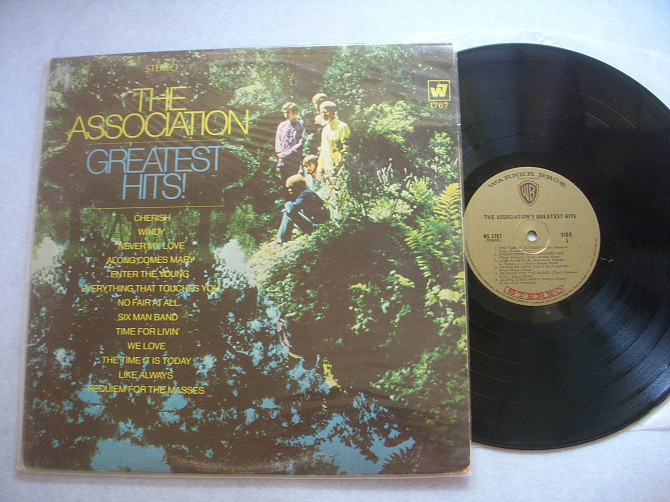 STEREO
W7
1767
THE
ASSOCIATION
GREATEST
HITS!
CHERISH
WINDY
NEVER MY LOVE
ALONG COMES MARY
ENTER THE YOUNG
EVERYTHING THAT TOUCHES YOU
NO FAIR AT ALL
SIX MAN BAND
TIME FOR LIVIN'
WE LOVE
THE TIME IT IS TODAY
LIKE ALWAYS
REQUIEM FOR THE MASSES
WARNER BROS.
WB
THE ASSOCIATION'S GREATEST HITS
WS 1767
SIDE
1
STEREO